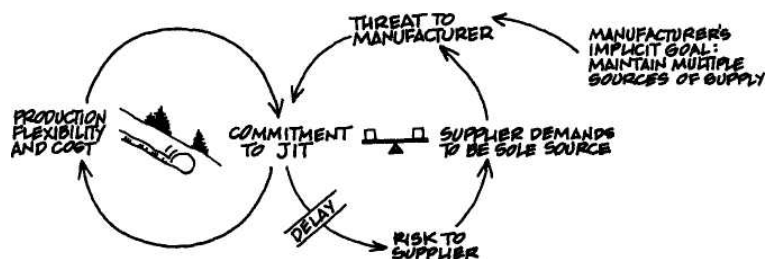 THREAT TO
MANUFACTURER
MANUFACTURER'S
IMPLICIT GOAL:
MAINTAIN MULTIPLE
SOURCES OF SUPPLY
PRODUCTION
FLEXIBILITY
AND COST
COMMITMENT
TO JIT
SUPPLIER DEMANDS
TO BE SOLE SOURCE
DELAY
RISK TO
SUPPLIER